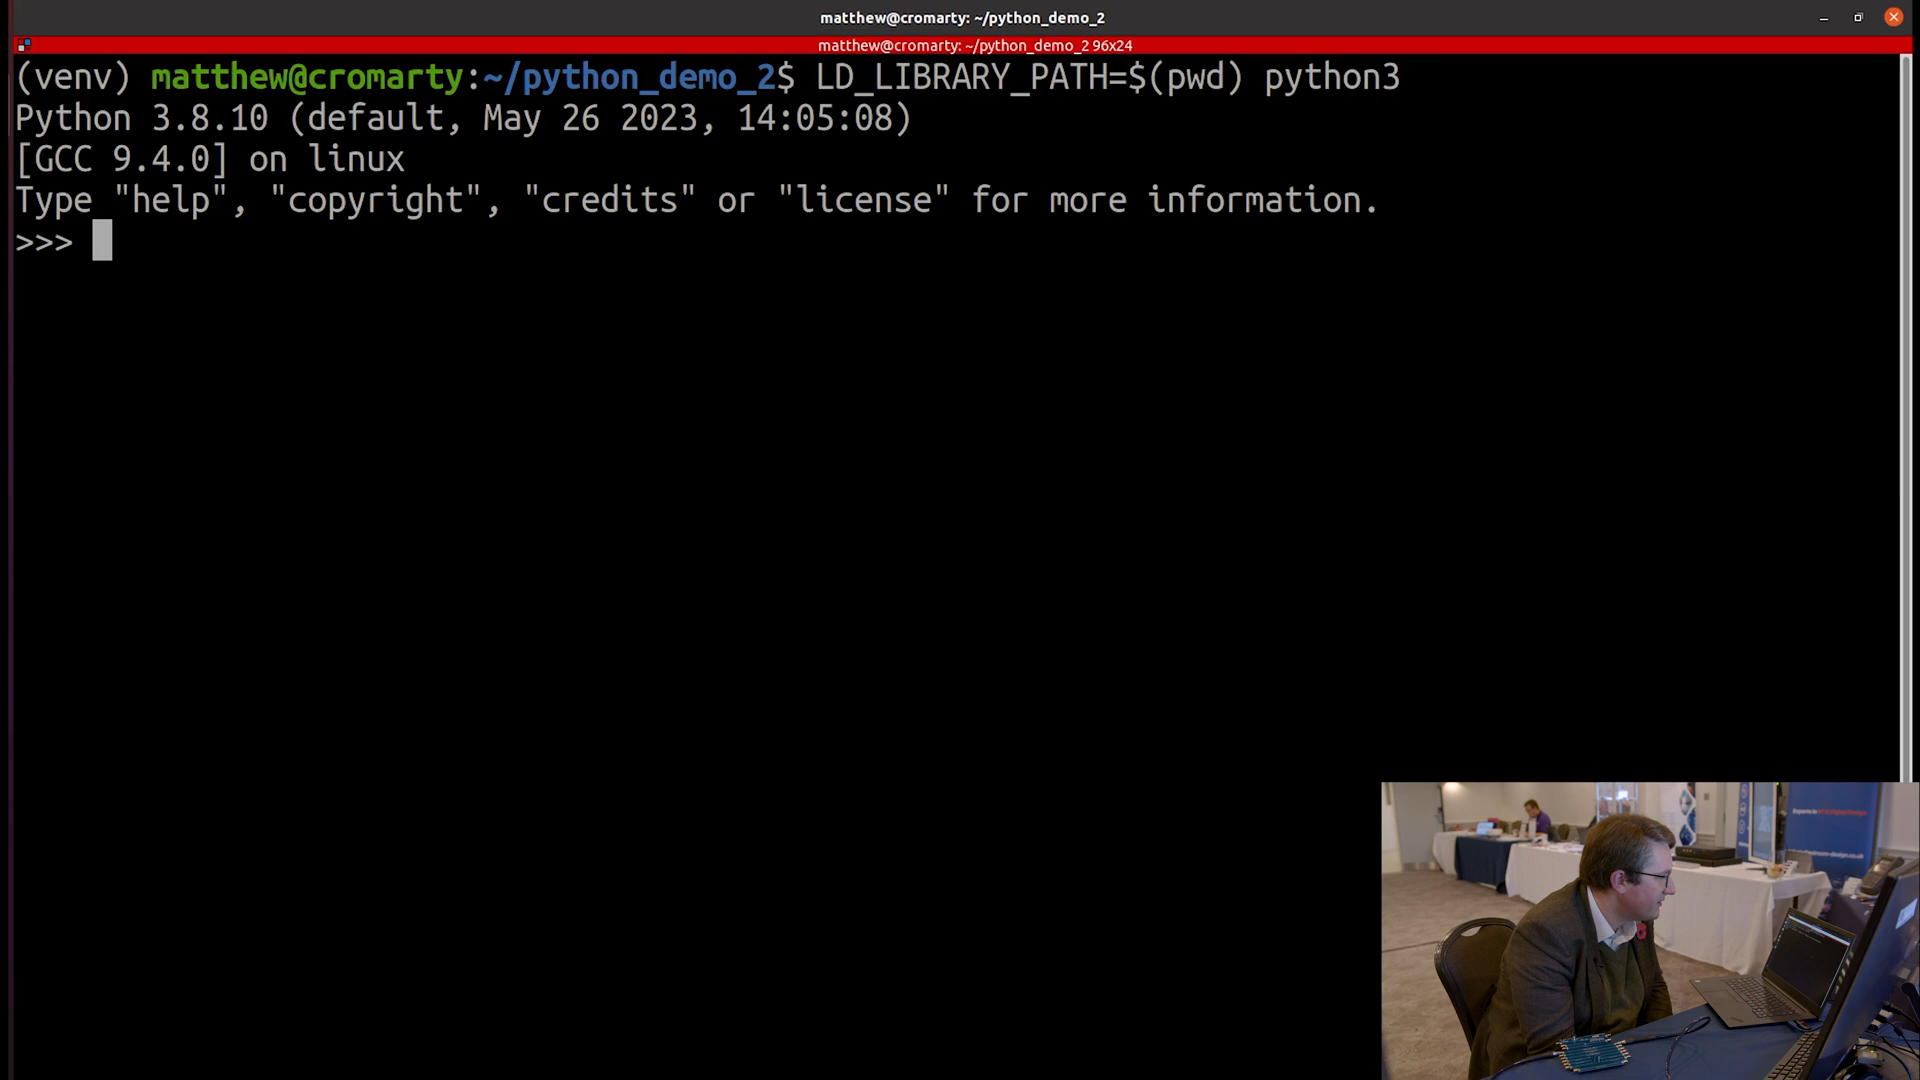 matthew@cromarty: ~/python_demo_2
matthew@cromarty: ~/python_demo_2 96x24
(venv) matthew@cromarty:~/python_demo_2$ LD_LIBRARY_PATH=$(pwd) python3
Python 3.8.10 (default, May 26 2023, 14:05:08)
[GCC 9.4.0] on linux
Type "help", "copyright", "credits" or "license" for more information.
>>>